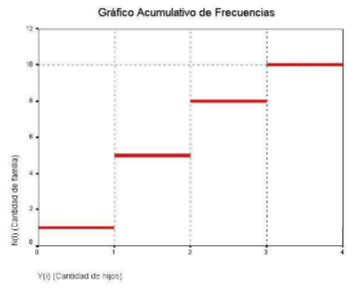 Gráfico Acumulativo de Frecuencias
12
10
8
6
4
2
0
N(i) (Cantidad de familia)
0 1 2 3 4
Y(i) (Cantidad de hijos)